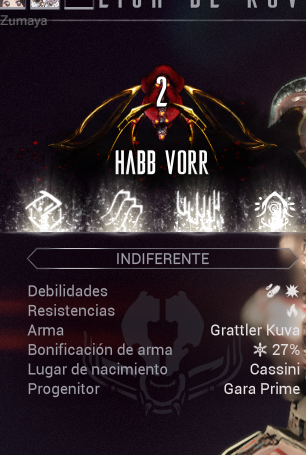 Zumaya
2
HABB VORR
INDIFERENTE
Debilidades
Resistencias
Arma Grattler Kuva
Bonificación de arma 27%
Lugar de nacimiento Cassini
Progenitor Gara Prime